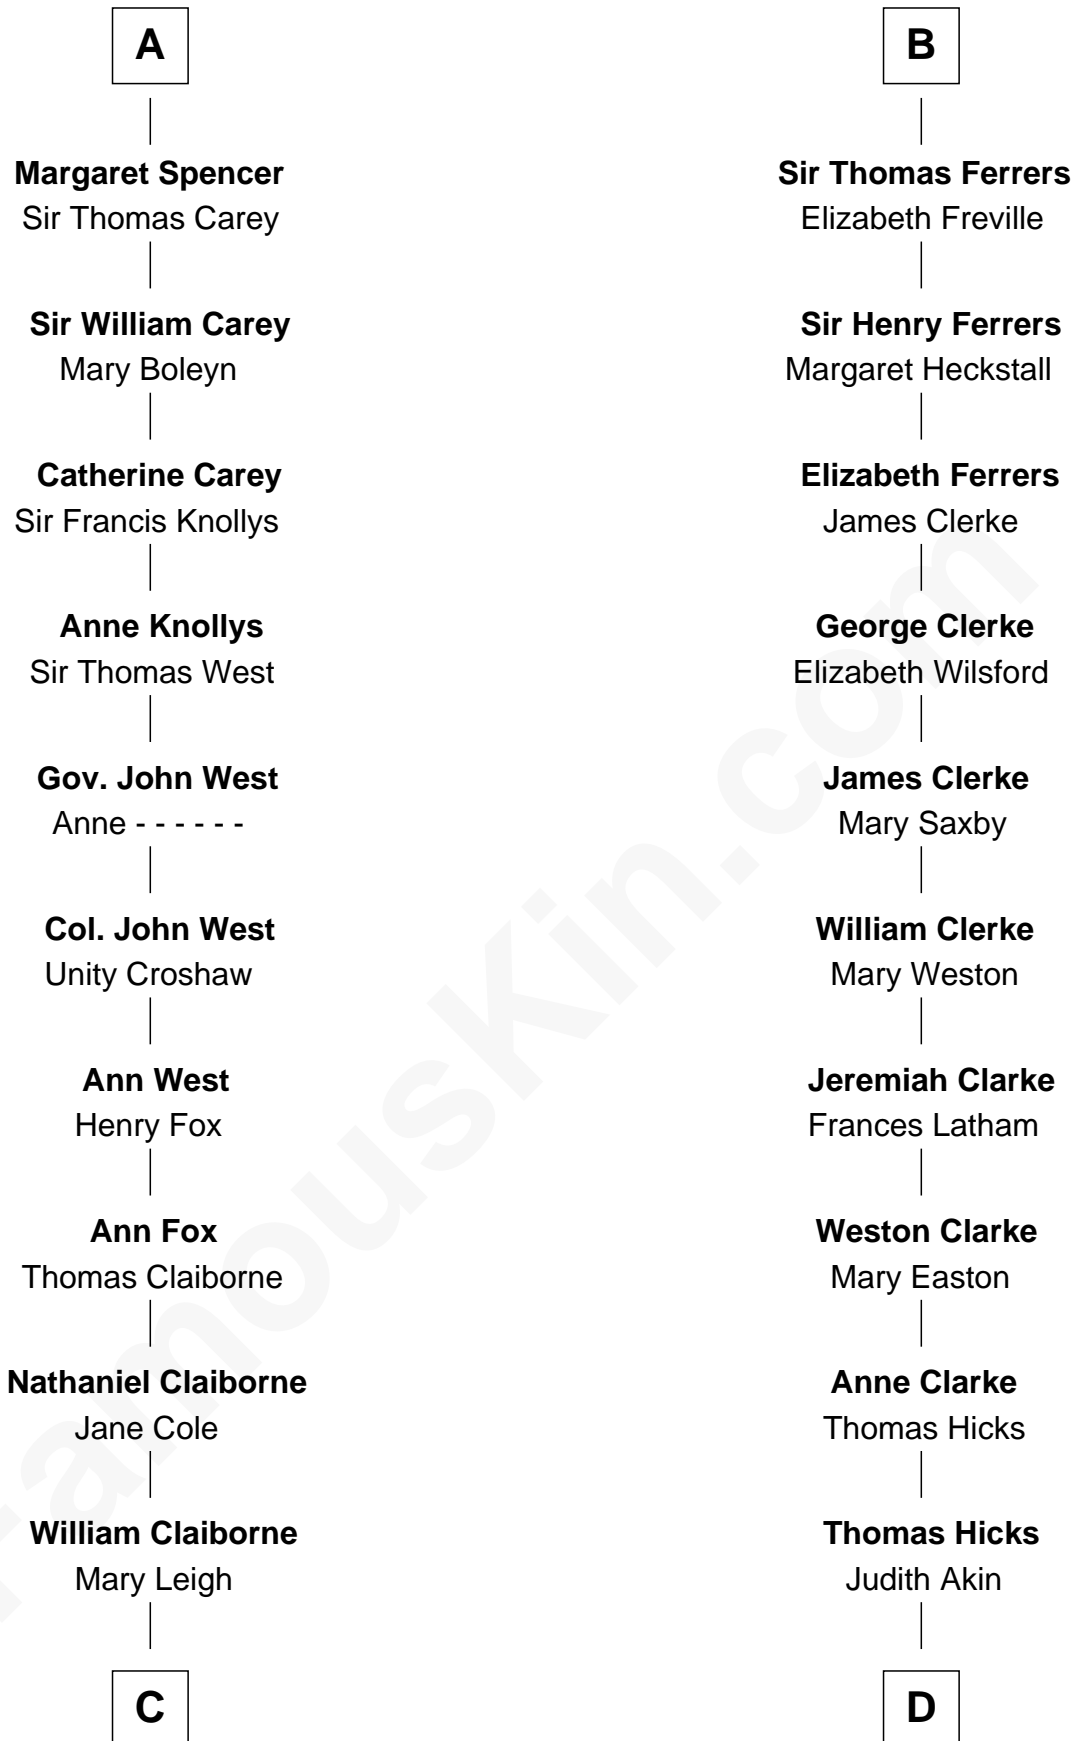 A
Margaret Spencer
Sir Thomas Carey
Sir William Carey
Mary Boleyn
Catherine Carey
Sir Francis Knollys
Anne Knollys
Sir Thomas West
Gov. John West
Anne - - - - - -
Col. John West
Unity Croshaw
Ann West
Henry Fox
Ann Fox
Thomas Claiborne
Nathaniel Claiborne
Jane Cole
William Claiborne
Mary Leigh
C
B
Sir Thomas Ferrers
Elizabeth Freville
Sir Henry Ferrers
Margaret Heckstall
Elizabeth Ferrers
James Clerke
George Clerke
Elizabeth Wilsford
James Clerke
Mary Saxby
William Clerke
Mary Weston
Jeremiah Clarke
Frances Latham
Weston Clarke
Mary Easton
Anne Clarke
Thomas Hicks
Thomas Hicks
Judith Akin
D
FamousKin.com